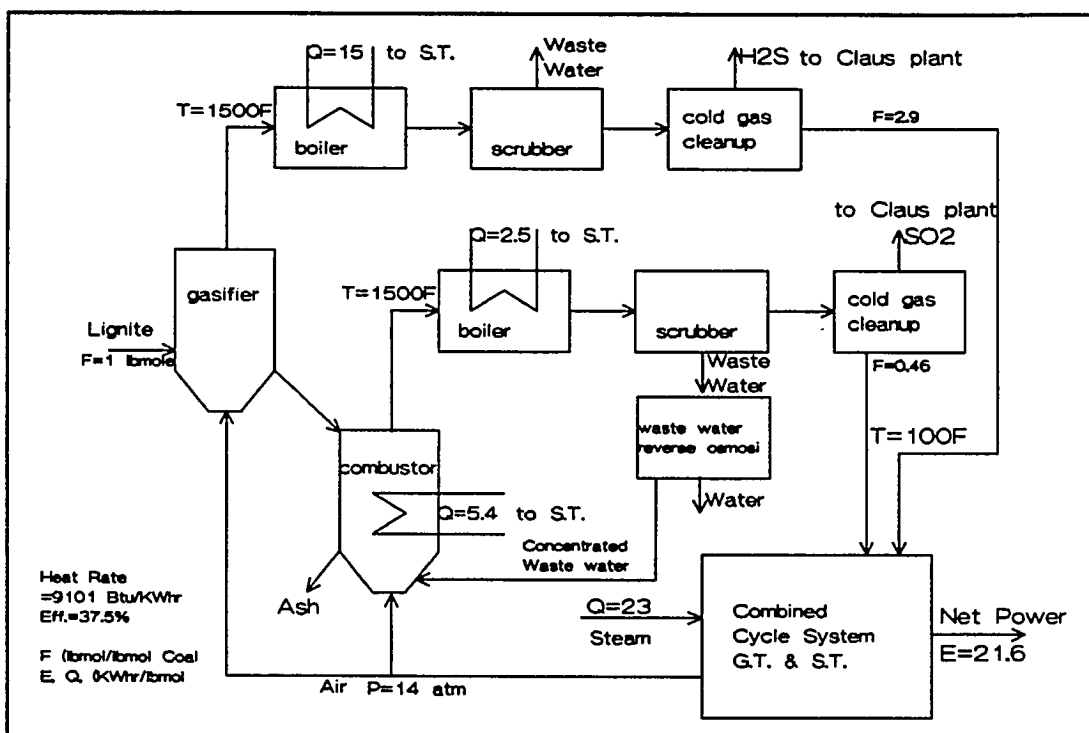 Q=15 to S.T.
Waste
Water
H2S to Claus plant
T=1500F
boiler
scrubber
cold gas
cleanup
F=2.9
to Claus plant
SO2
Q=2.5 to S.T.
gasifier
T=1500F
boiler
scrubber
cold gas
cleanup
Lignite
F=1 lbmole
Waste
Water
F=0.46
waste water
reverse osmosi
T=100F
combustor
Q=5.4 to S.T.
Water
Concentrated
Waste water
Heat Rate
=9101 Btu/KWhr
Eff.=37.5%
Ash
Q=23
Steam
Combined
Cycle System
G.T. & S.T.
Net Power
E=21.6
F (lbmol/lbmol Coal
E, Q, (KWhr/lbmol
Air P=14 atm